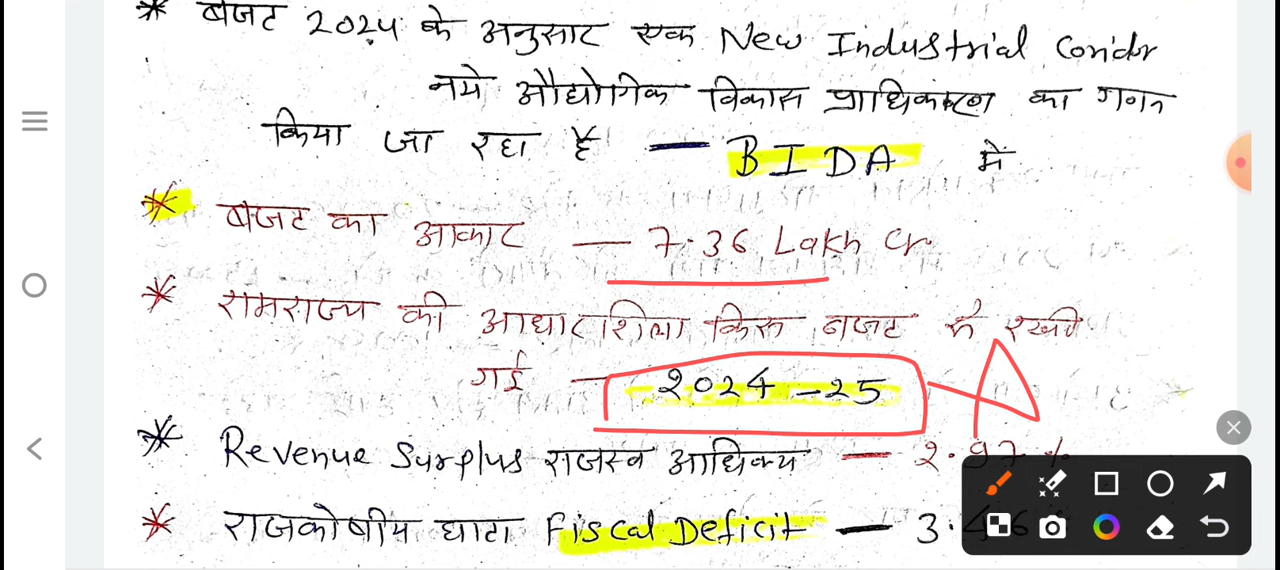 * बजट 2024 के अनुसार एक New Industrial Coridr
नये औद्योगिक विकास प्राधिकरण का गठन
किया जा रहा है — BIDA में
* बजट का आकार — 7.36 Lakh Cr
* रामराज्य की आधारशिला किस बजट में रखी
गई — 2024-25
* Revenue Surplus राजस्व आधिक्य — 2.97%
* राजकोषीय घाटा Fiscal Deficit — 3.